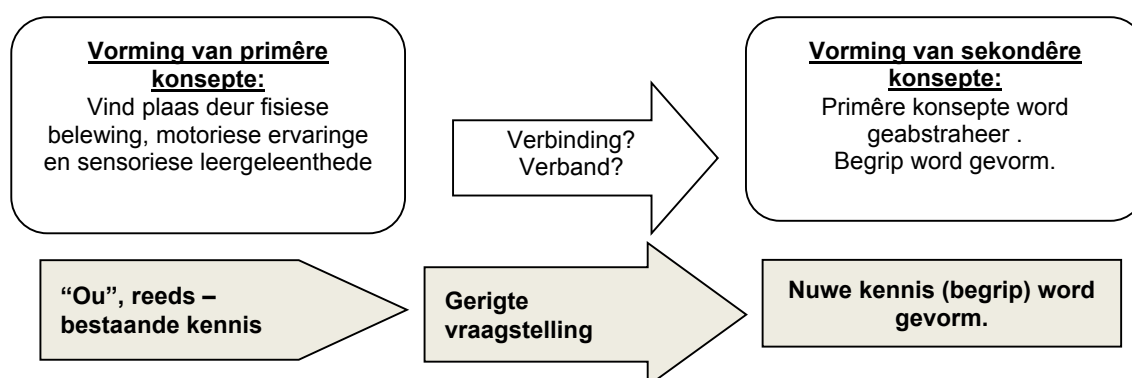 Vorming van primêre
konsepte:
Vind plaas deur fisiese
belewing, motoriese ervaringe
en sensoriese leergeleenthede
Verbinding?
Verband?
Vorming van sekondêre
konsepte:
Primêre konsepte word
geabstraheer .
Begrip word gevorm.
“Ou”, reeds –
bestaande kennis
Gerigte
vraagstelling
Nuwe kennis (begrip) word
gevorm.